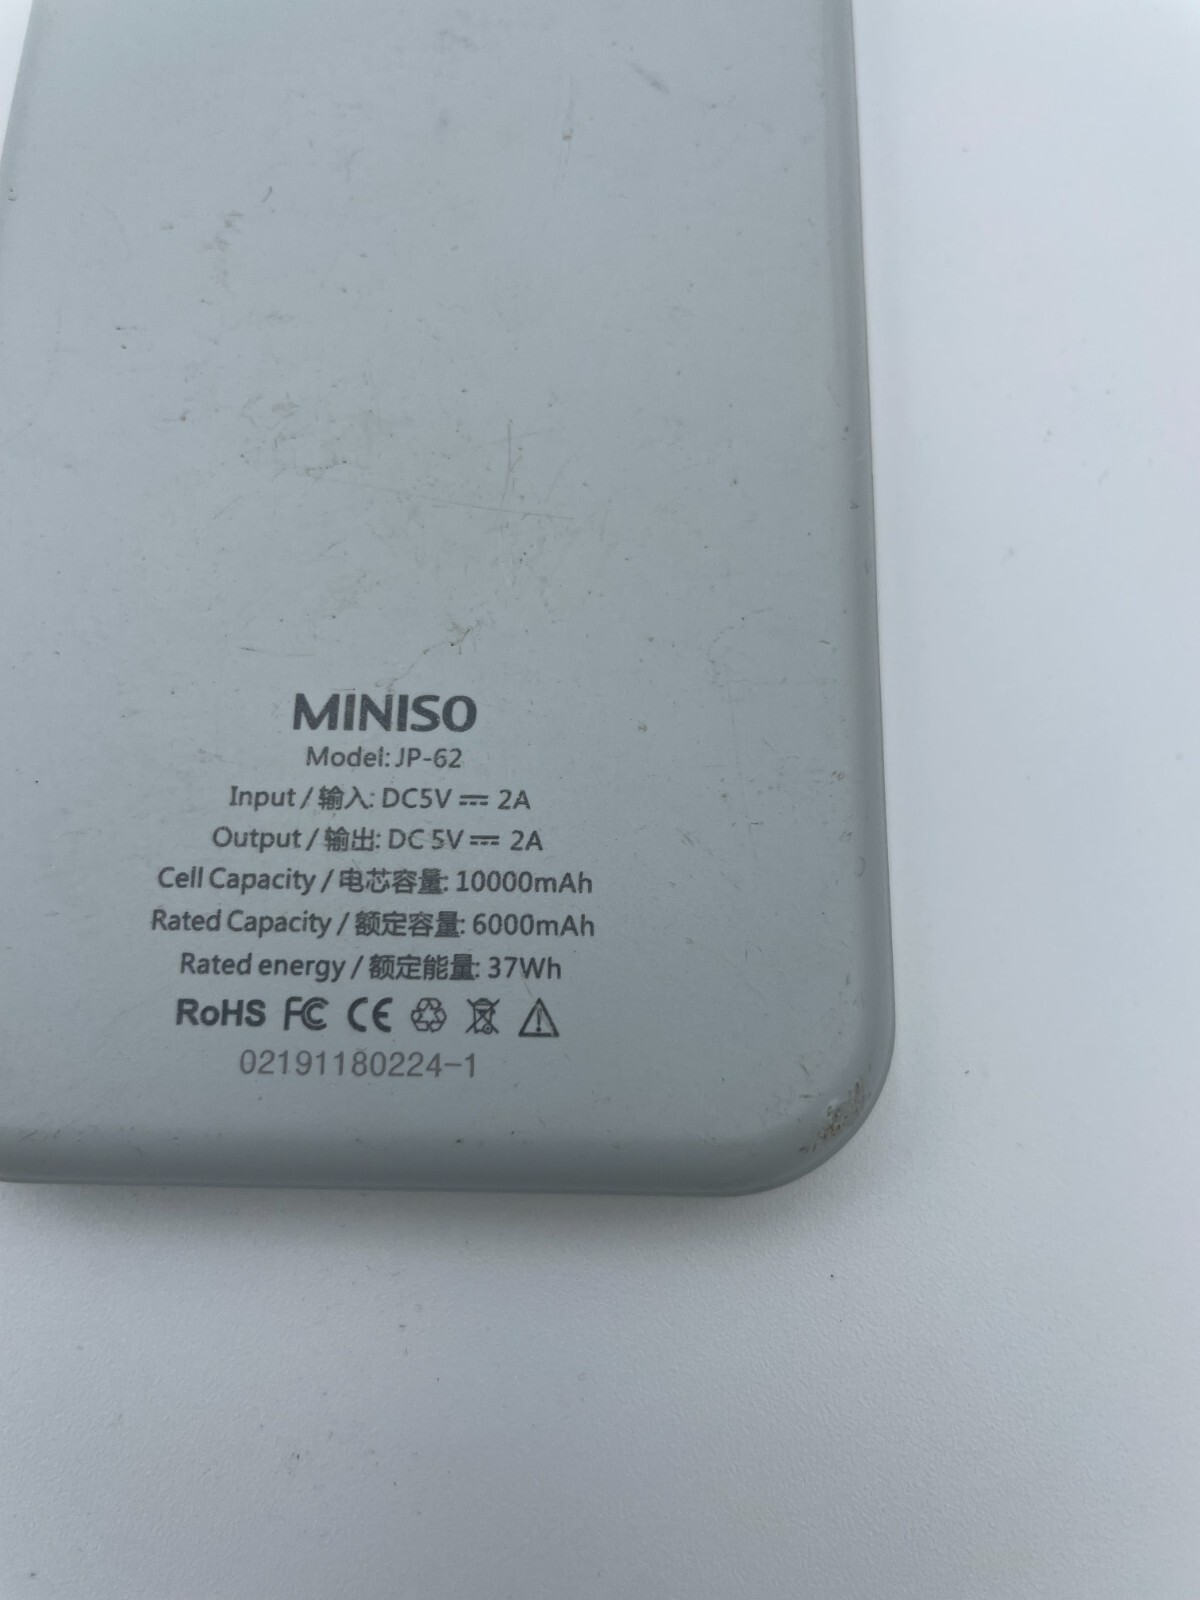 MINISO
Model: JP-62
Input / 输入: DC5V ⎓ 2A
Output / 输出: DC 5V ⎓ 2A
Cell Capacity / 电芯容量: 10000mAh
Rated Capacity / 额定容量: 6000mAh
Rated energy / 额定能量: 37Wh
RoHS FC CE
02191180224-1